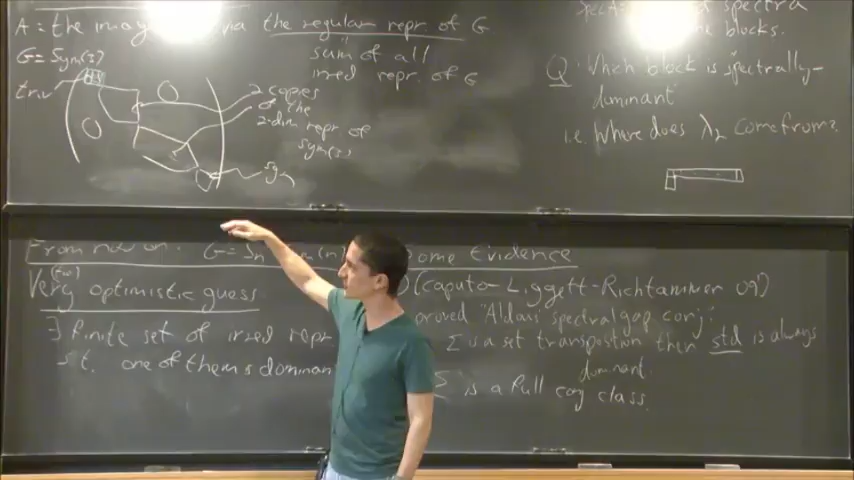 A: the image via the regular repr of G
sum of all
irred repr. of G
G=Sym(3)
triv
2 copies
of the
2-dim repr of
Sym(3)
sgn
spectra
blocks.
Q: Which block is spectrally-
dominant
i.e. Where does λ₂ come from?
From now on: G=Sn
Very (too) optimistic guess
∃ finite set of irred repr
s.t. one of them is dominan
Some Evidence
(Caputo-Liggett-Richtammer 09')
proved "Aldous' spectral gap conj":
Σ is a set transposition then std is always
dominant.
Σ is a full conj class.